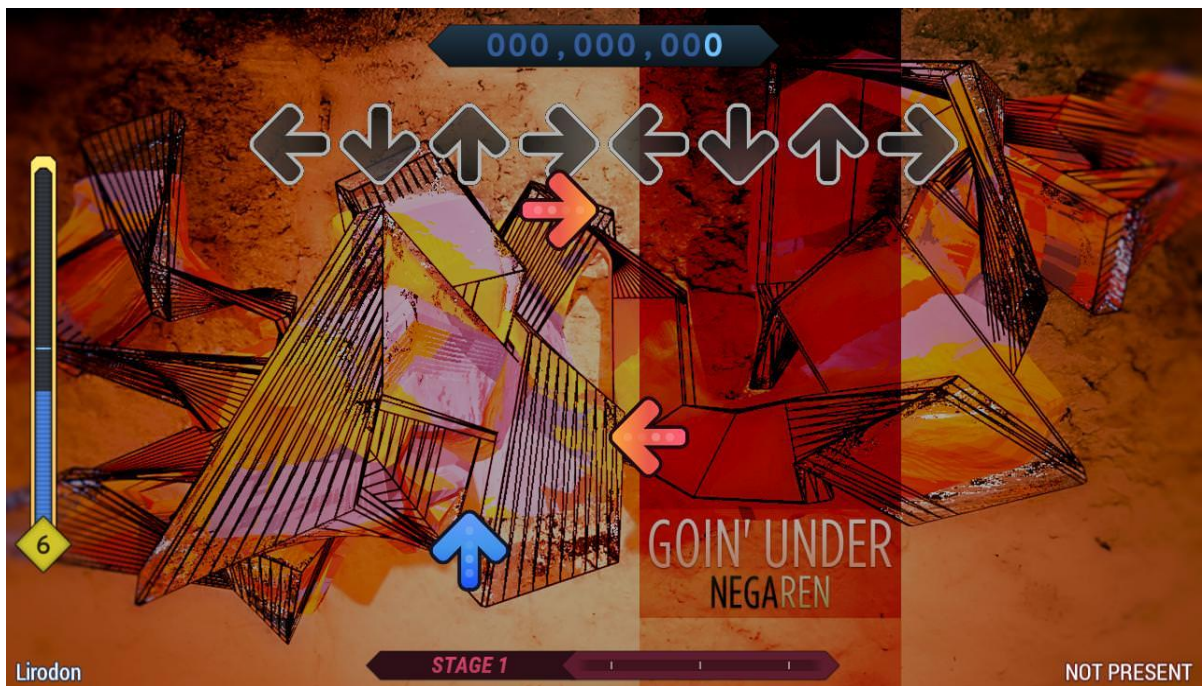 000,000,000
6
GOIN' UNDER
NEGAREN
STAGE 1
Lirodon
NOT PRESENT